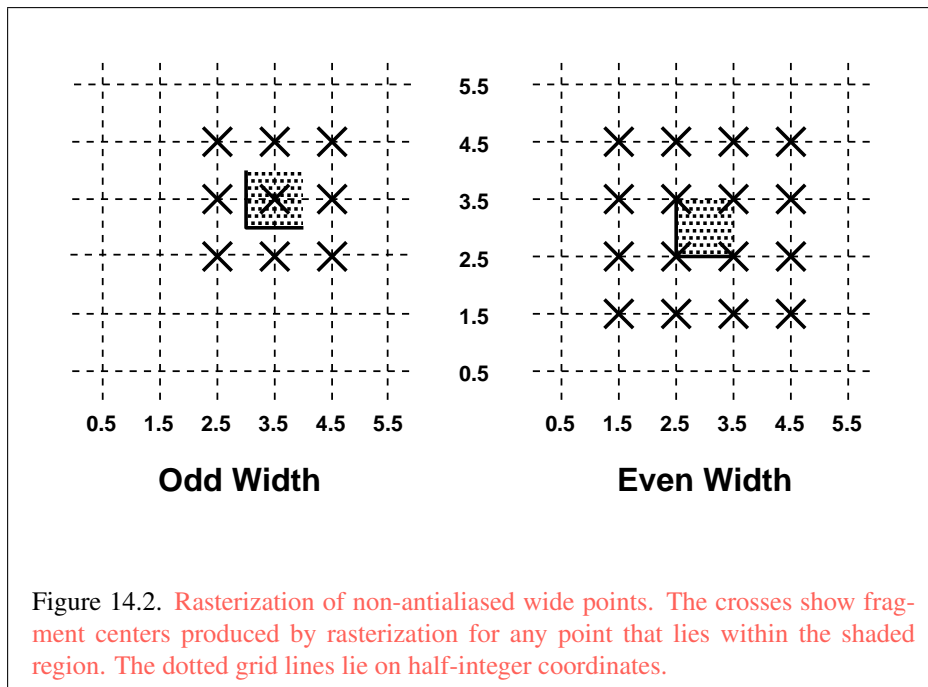 5.5
4.5
3.5
2.5
1.5
0.5
0.5 1.5 2.5 3.5 4.5 5.5
0.5 1.5 2.5 3.5 4.5 5.5
Odd Width
Even Width
Figure 14.2. Rasterization of non-antialiased wide points. The crosses show frag-
ment centers produced by rasterization for any point that lies within the shaded
region. The dotted grid lines lie on half-integer coordinates.